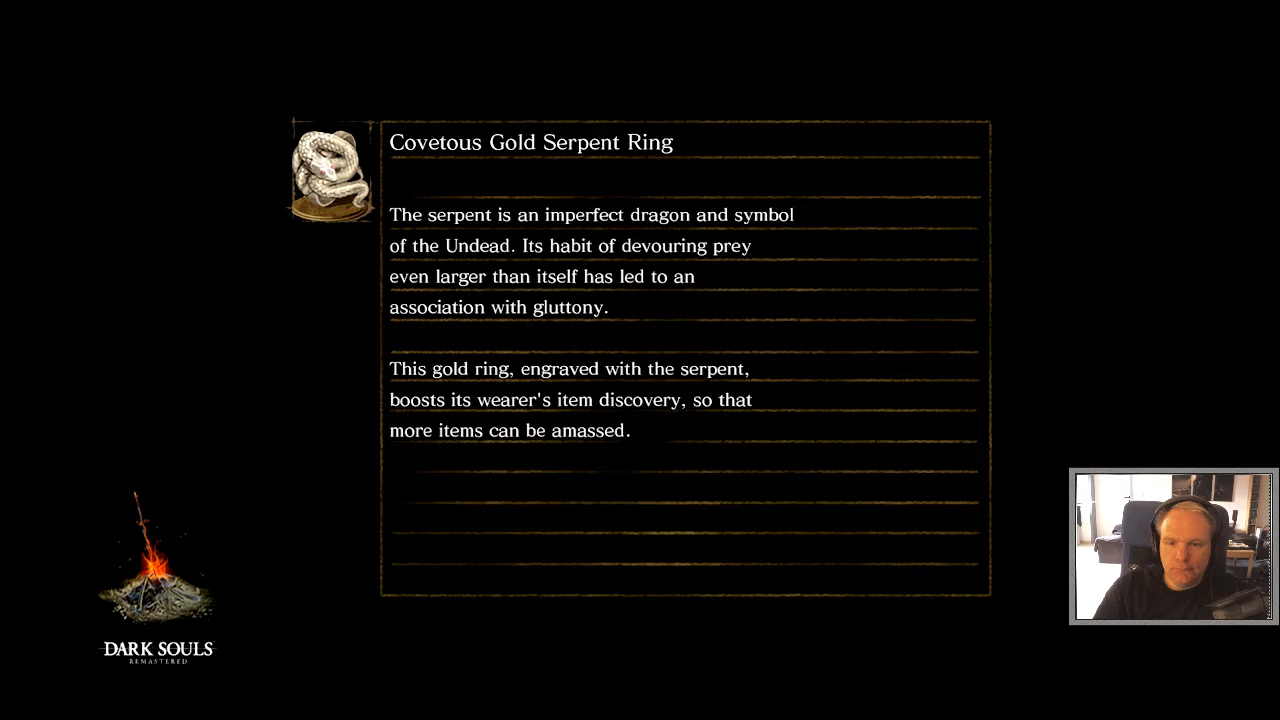 Covetous Gold Serpent Ring
The serpent is an imperfect dragon and symbol
of the Undead. Its habit of devouring prey
even larger than itself has led to an
association with gluttony.
This gold ring, engraved with the serpent,
boosts its wearer's item discovery, so that
more items can be amassed.
DARK SOULS
REMASTERED